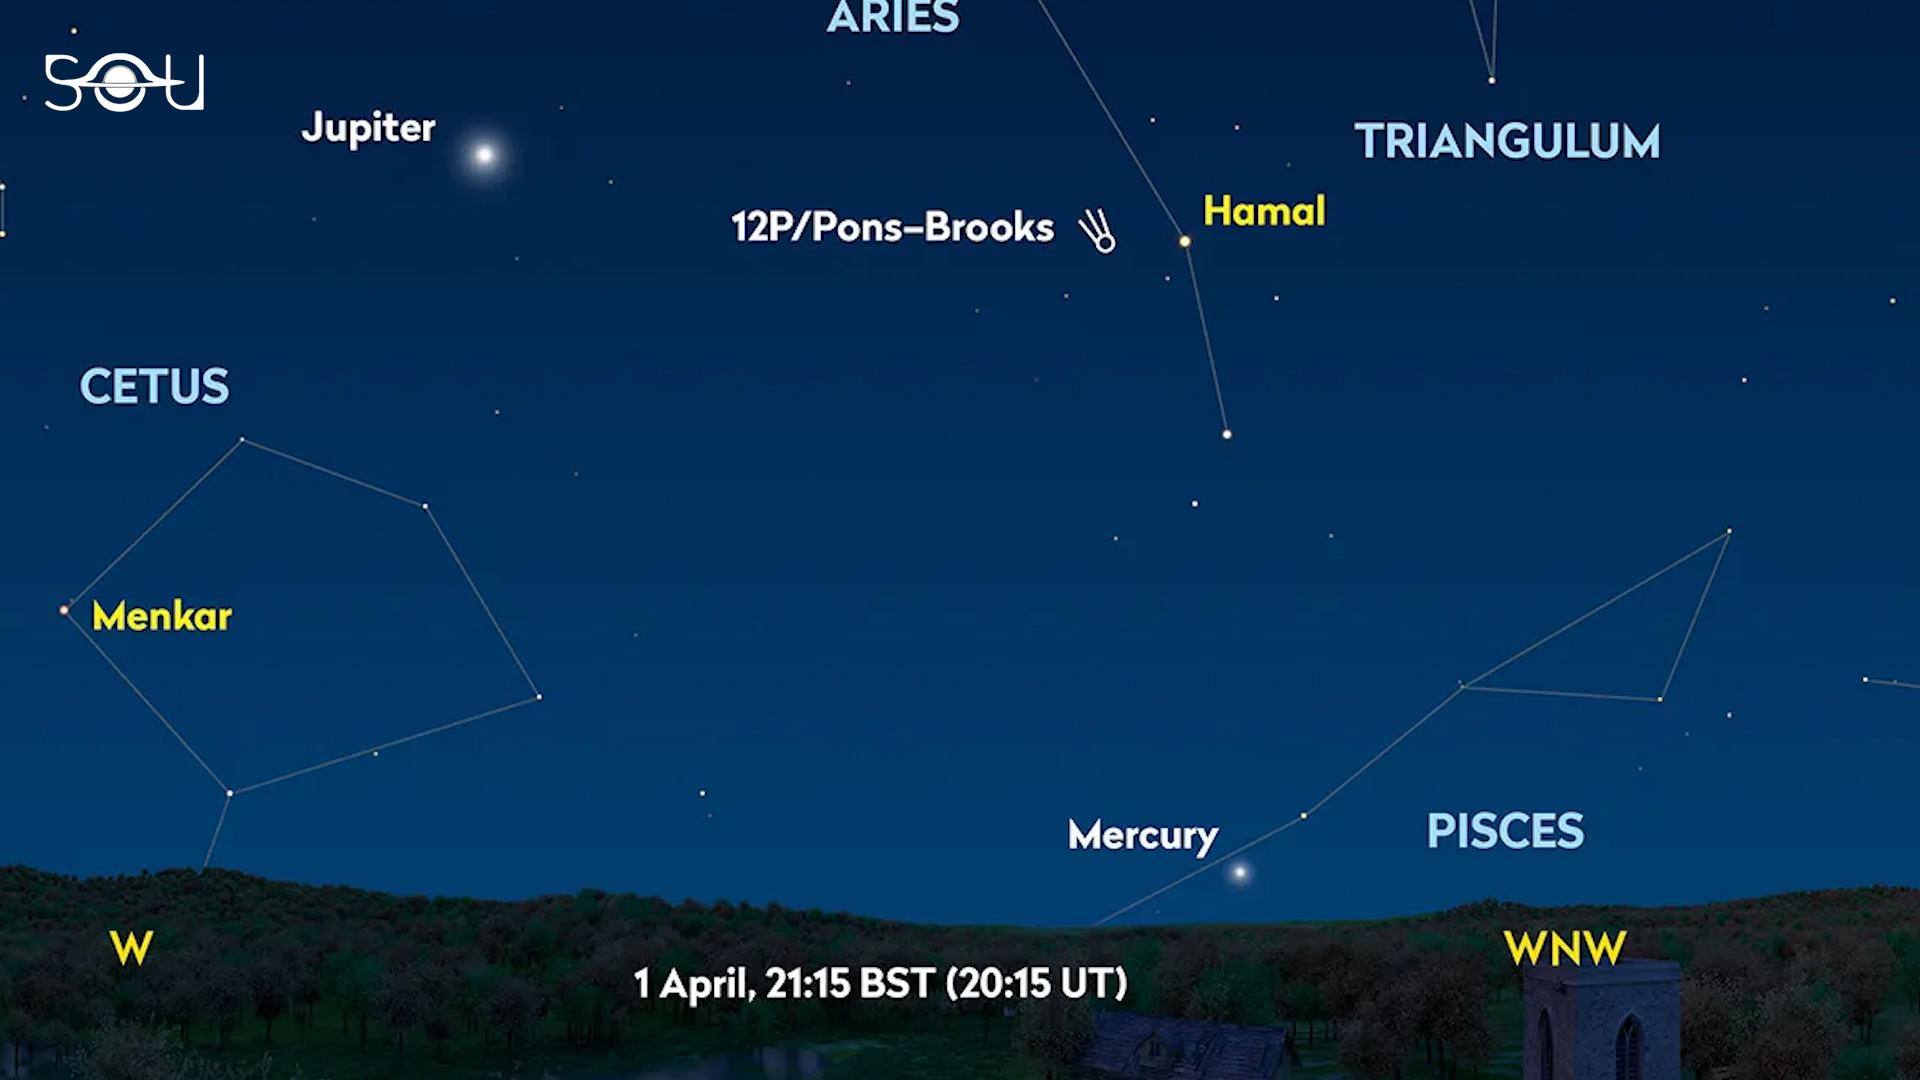 ARIES
SOU
Jupiter
TRIANGULUM
Hamal
12P/Pons–Brooks
CETUS
Menkar
Mercury
PISCES
W
WNW
1 April, 21:15 BST (20:15 UT)